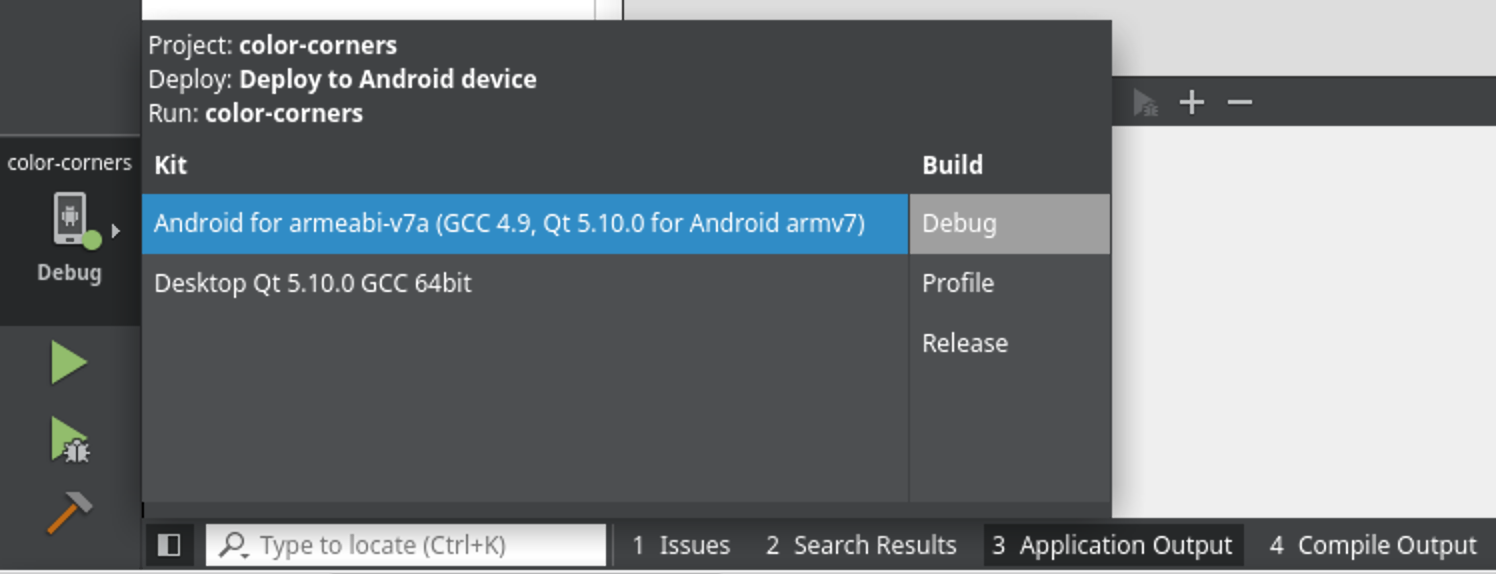 Project: color-corners
Deploy: Deploy to Android device
Run: color-corners
color-corners
Kit Build
Android for armeabi-v7a (GCC 4.9, Qt 5.10.0 for Android armv7) Debug
Debug
Desktop Qt 5.10.0 GCC 64bit Profile
Release
Type to locate (Ctrl+K) 1 Issues 2 Search Results 3 Application Output 4 Compile Output